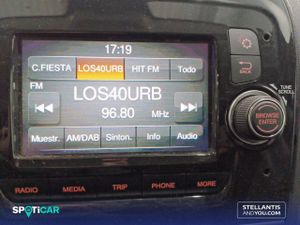 17:19
C.FIESTA LOS40URB HIT FM Todo
FM
LOS40URB
96.80 MHz
Muestr. AM/DAB Sinton. Info Audio
BACK
TUNE
SCROLL
BROWSE
ENTER
RADIO MEDIA TRIP PHONE MORE
SPOTICAR
STELLANTIS
AND YOU.COM